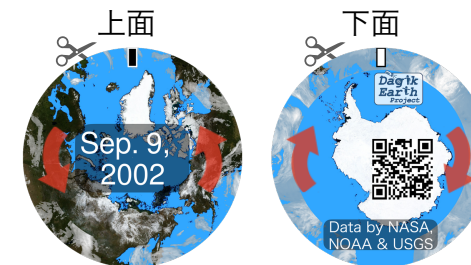 上面
下面
Sep. 9,
2002
Dagik
Earth
Project
Data by NASA,
NOAA & USGS